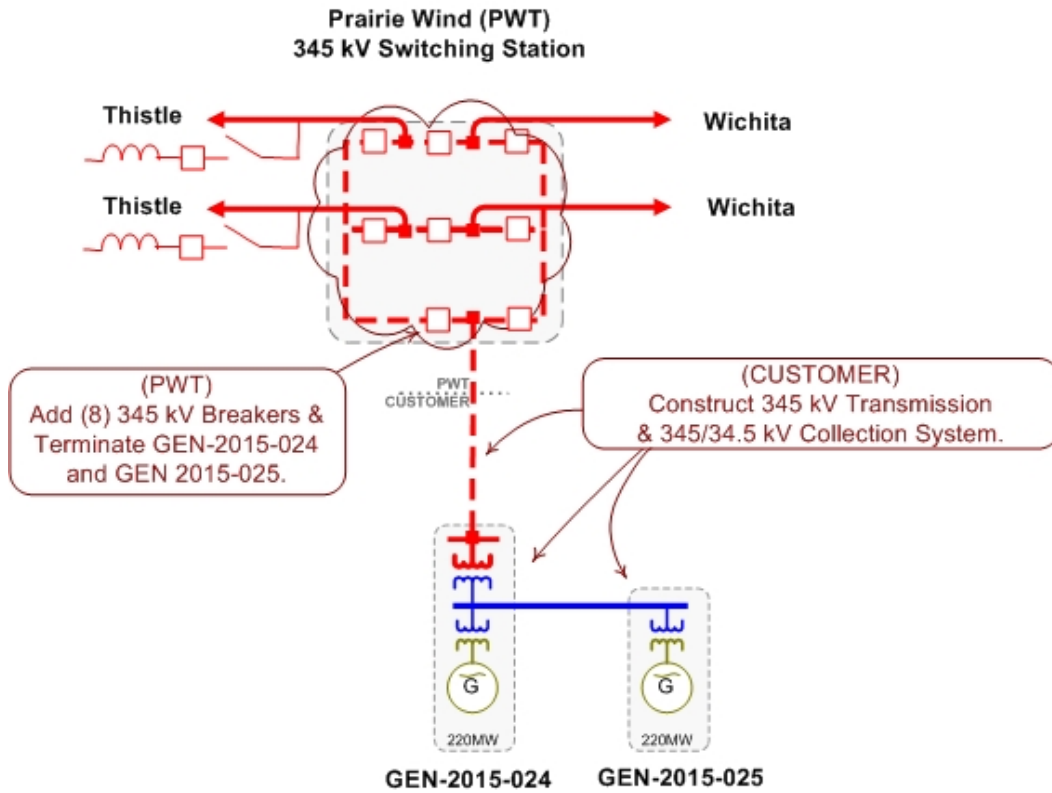 Prairie Wind (PWT)
345 kV Switching Station
Thistle
Wichita
Thistle
Wichita
(PWT)
Add (8) 345 kV Breakers &
Terminate GEN-2015-024
and GEN 2015-025.
PWT
CUSTOMER
(CUSTOMER)
Construct 345 kV Transmission
& 345/34.5 kV Collection System.
G
G
220MW
220MW
GEN-2015-024
GEN-2015-025